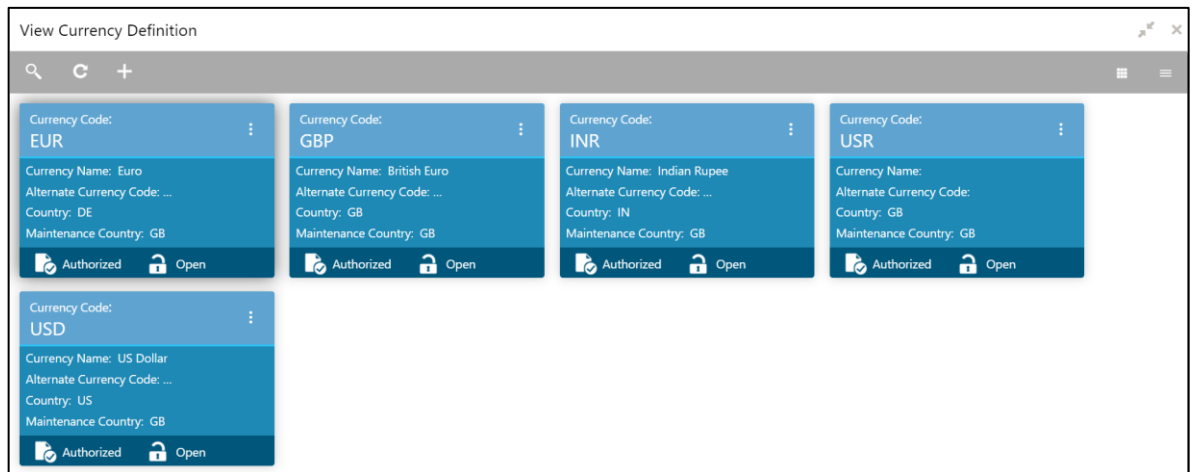 View Currency Definition
Currency Code:
EUR
Currency Name: Euro
Alternate Currency Code: ...
Country: DE
Maintenance Country: GB
Authorized Open
Currency Code:
GBP
Currency Name: British Euro
Alternate Currency Code: ...
Country: GB
Maintenance Country: GB
Authorized Open
Currency Code:
INR
Currency Name: Indian Rupee
Alternate Currency Code: ...
Country: IN
Maintenance Country: GB
Authorized Open
Currency Code:
USR
Currency Name:
Alternate Currency Code:
Country: GB
Maintenance Country: GB
Authorized Open
Currency Code:
USD
Currency Name: US Dollar
Alternate Currency Code: ...
Country: US
Maintenance Country: GB
Authorized Open